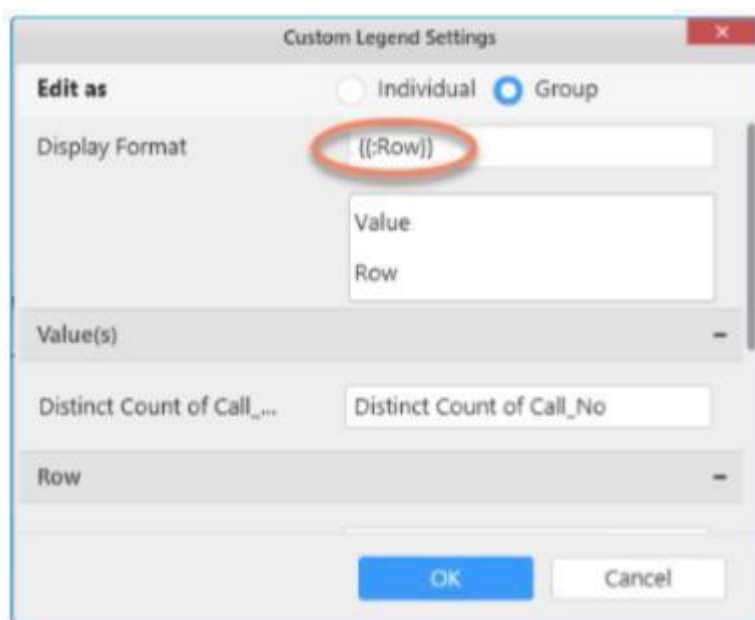 Custom Legend Settings
Edit as Individual Group
Display Format {{:Row}}
Value
Row
Value(s)
Distinct Count of Call_... Distinct Count of Call_No
Row
OK Cancel